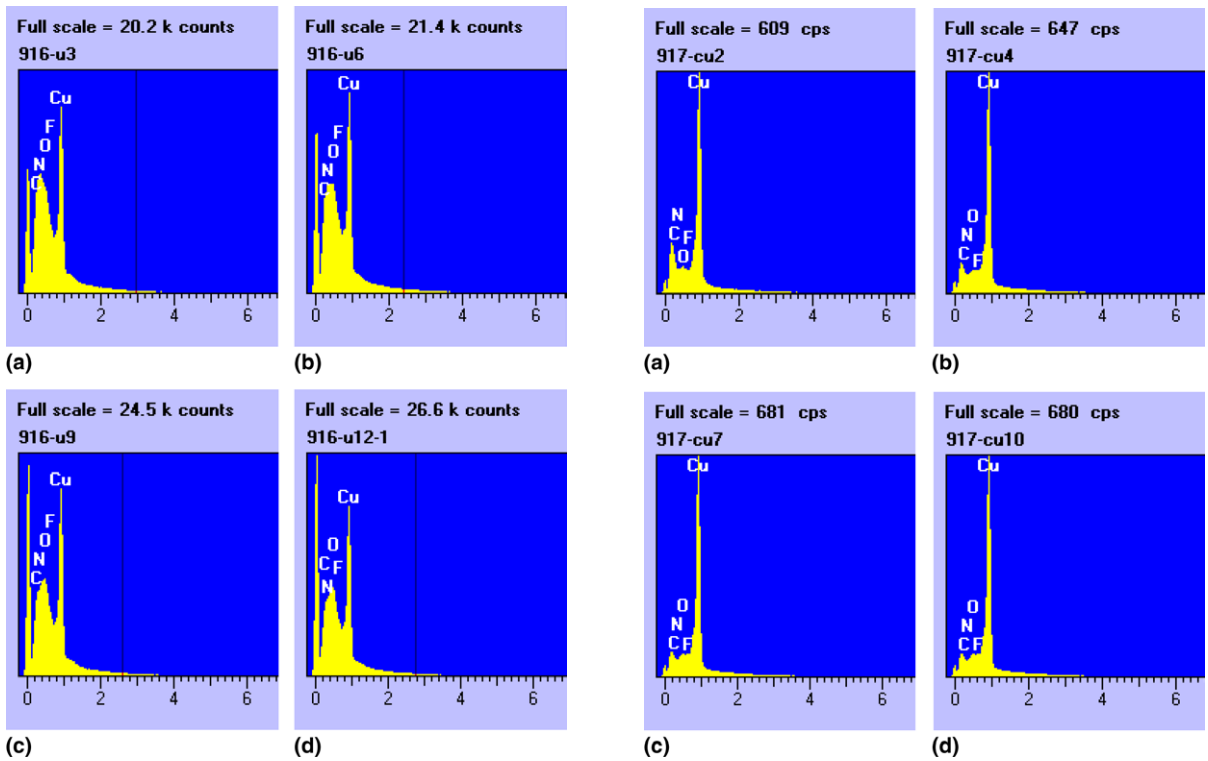 Full scale = 20.2 k counts
916-u3
Cu
F
O
N
C
0 2 4 6
(a)
Full scale = 21.4 k counts
916-u6
Cu
F
O
N
C
0 2 4 6
(b)
Full scale = 609 cps
917-cu2
Cu
N
C F
O
0 2 4 6
(a)
Full scale = 647 cps
917-cu4
Cu
O
N
C F
0 2 4 6
(b)
Full scale = 24.5 k counts
916-u9
Cu
F
O
N
C
0 2 4 6
(c)
Full scale = 26.6 k counts
916-u12-1
Cu
O
C F
N
0 2 4 6
(d)
Full scale = 681 cps
917-cu7
Cu
O
N
C F
0 2 4 6
(c)
Full scale = 680 cps
917-cu10
Cu
O
N
C F
0 2 4 6
(d)